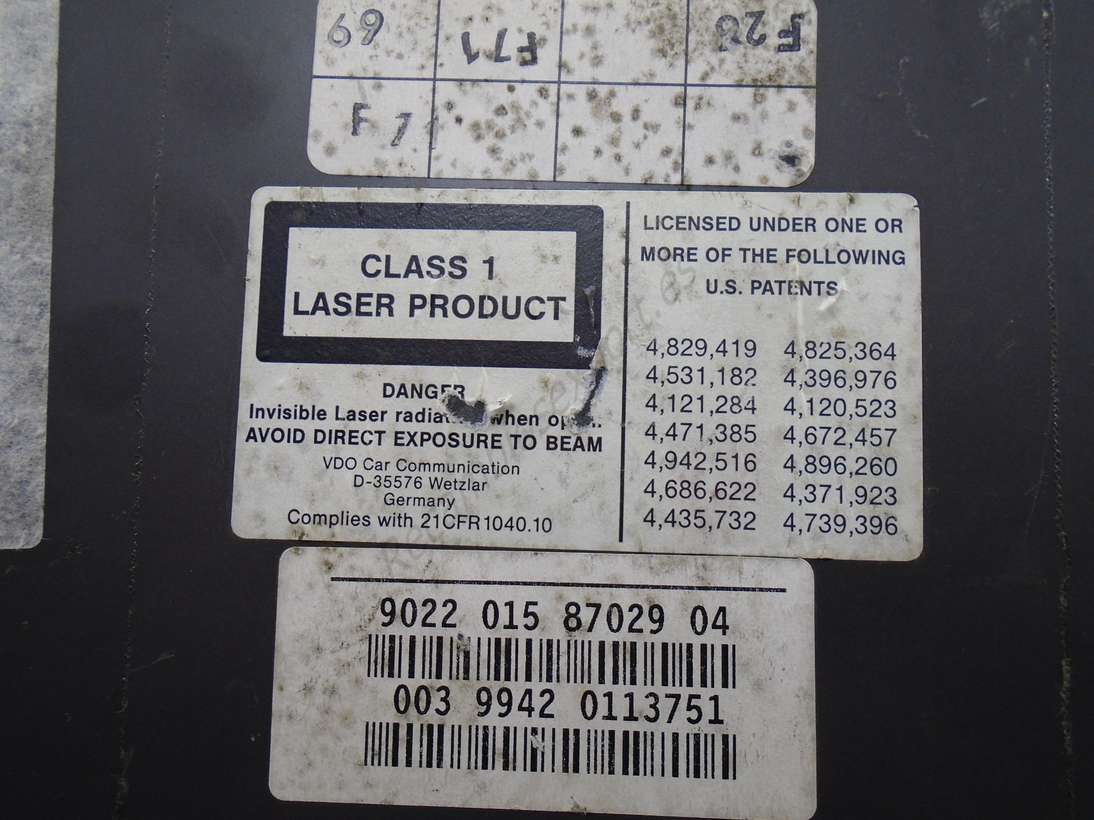 69
F71
F26
F 71
CLASS 1
LASER PRODUCT
DANGER
Invisible Laser when
AVOID DIRECT EXPOSURE TO BEAM
VDO Car Communication
D-35576 Wetzlar
Germany
Complies with 21CFR1040.10
LICENSED UNDER ONE OR
MORE OF THE FOLLOWING
U.S. PATENTS
4,829,419 4,825,364
4,531,182 4,396,976
4,121,284 4,120,523
4,471,385 4,672,457
4,942,516 4,896,260
4,686,622 4,371,923
4,435,732 4,739,396
9022 015 87029 04
003 9942 0113751